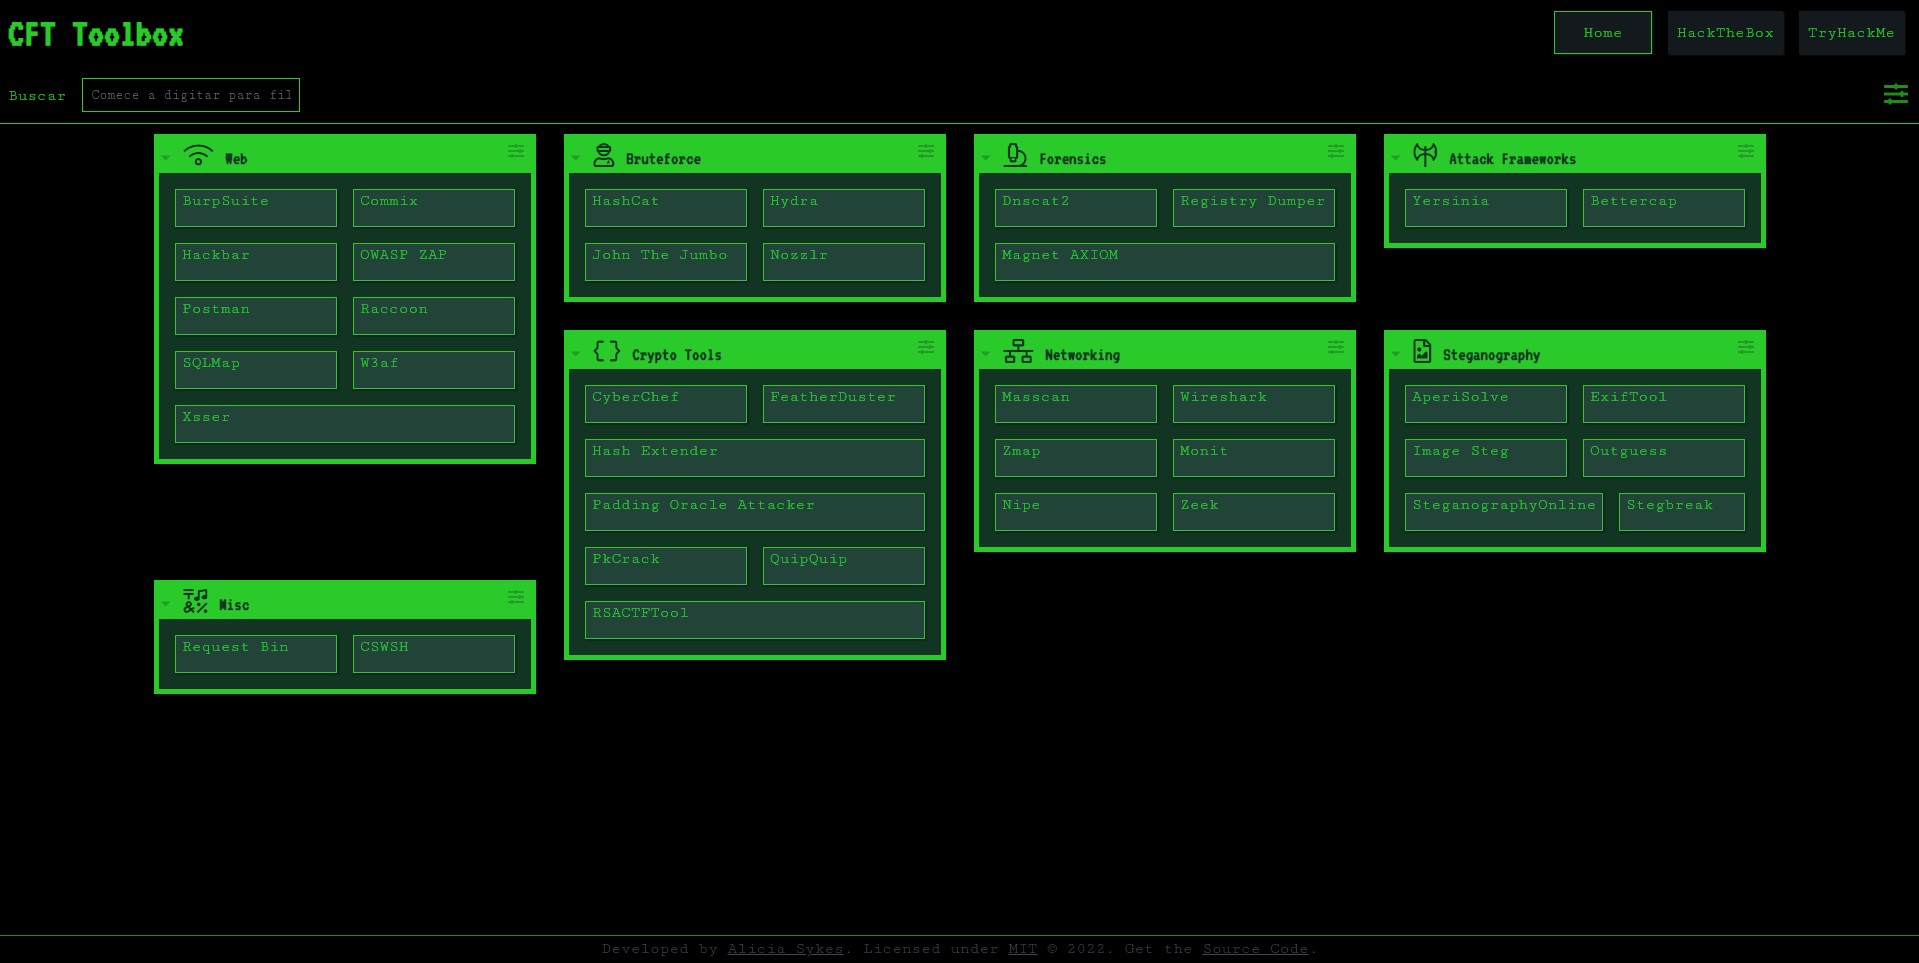 CFT Toolbox
Home
HackTheBox
TryHackMe
Buscar
Comece a digitar para fil
Web
BurpSuite
Commix
Hackbar
OWASP ZAP
Postman
Raccoon
SQLMap
W3af
Xsser
Bruteforce
HashCat
Hydra
John The Jumbo
Nozzlr
Forensics
Dnscat2
Registry Dumper
Magnet AXIOM
Attack Frameworks
Yersinia
Bettercap
Crypto Tools
CyberChef
FeatherDuster
Hash Extender
Padding Oracle Attacker
PkCrack
QuipQuip
RSACTFTool
Networking
Masscan
Wireshark
Zmap
Monit
Nipe
Zeek
Steganography
AperiSolve
ExifTool
Image Steg
Outguess
SteganographyOnline
Stegbreak
Misc
Request Bin
CSWSH
Developed by Alicia Sykes. Licensed under MIT © 2022. Get the Source Code.